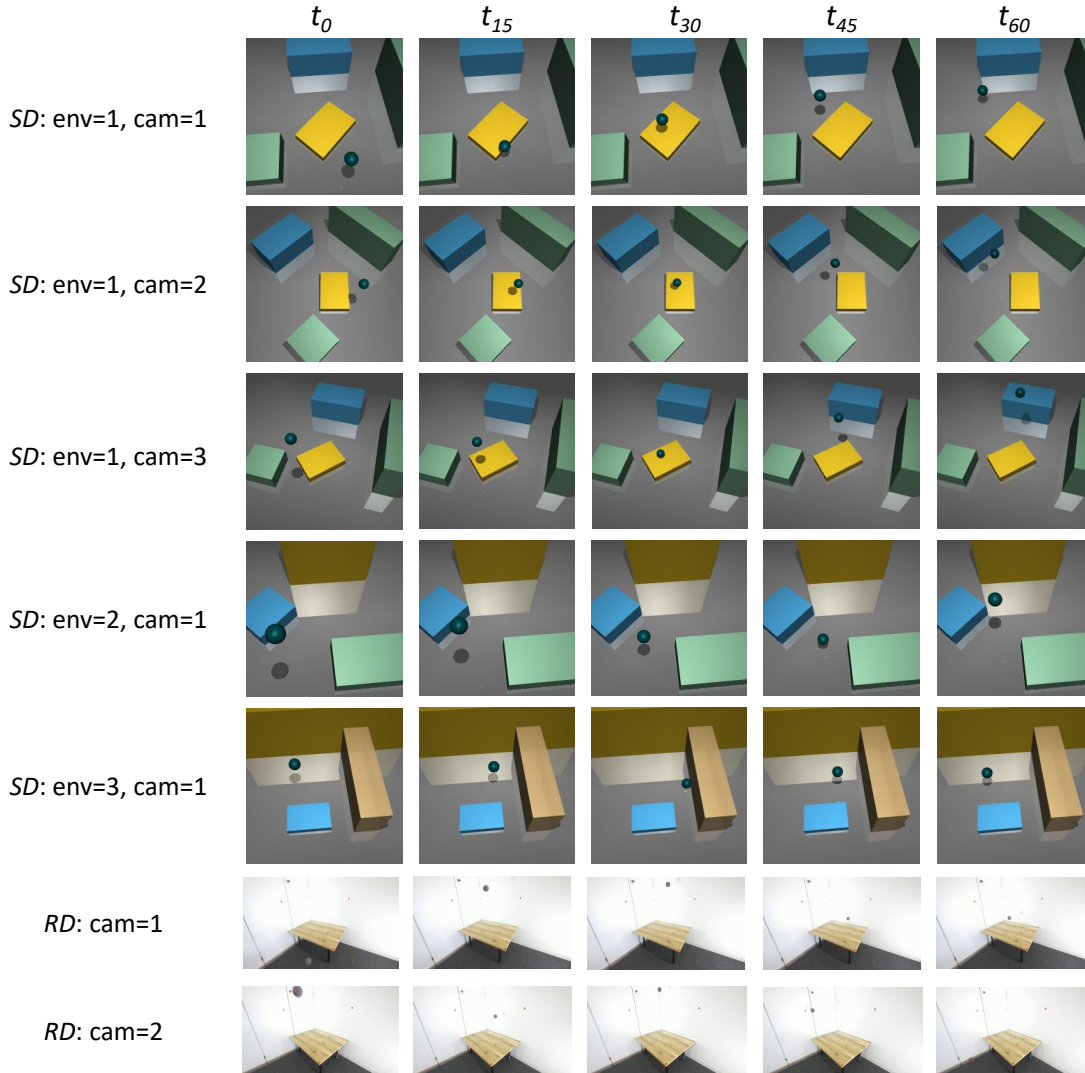 t0 t15 t30 t45 t60
SD: env=1, cam=1
SD: env=1, cam=2
SD: env=1, cam=3
SD: env=2, cam=1
SD: env=3, cam=1
RD: cam=1
RD: cam=2